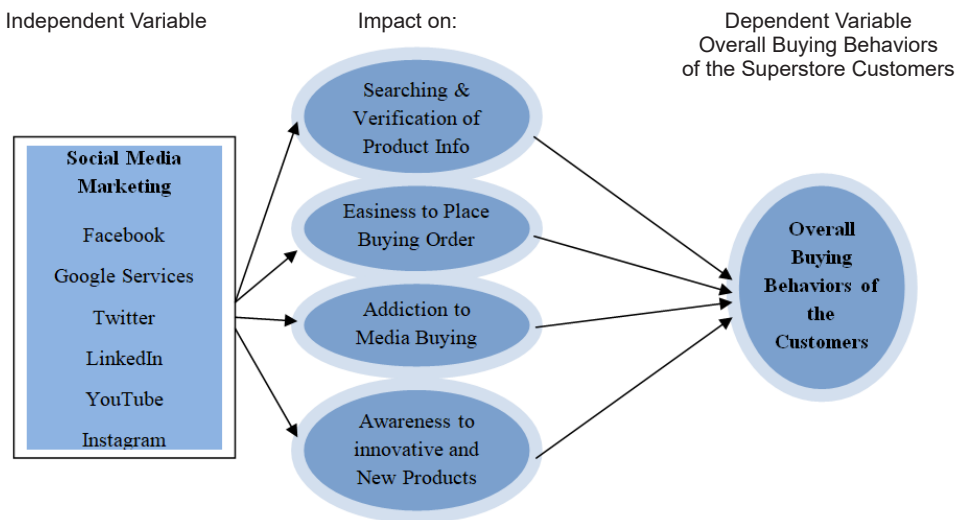 Independent Variable
Impact on:
Dependent Variable
Overall Buying Behaviors
of the Superstore Customers
Social Media
Marketing
Facebook
Google Services
Twitter
LinkedIn
YouTube
Instagram
Searching &
Verification of
Product Info
Easiness to Place
Buying Order
Addiction to
Media Buying
Awareness to
innovative and
New Products
Overall
Buying
Behaviors of
the
Customers